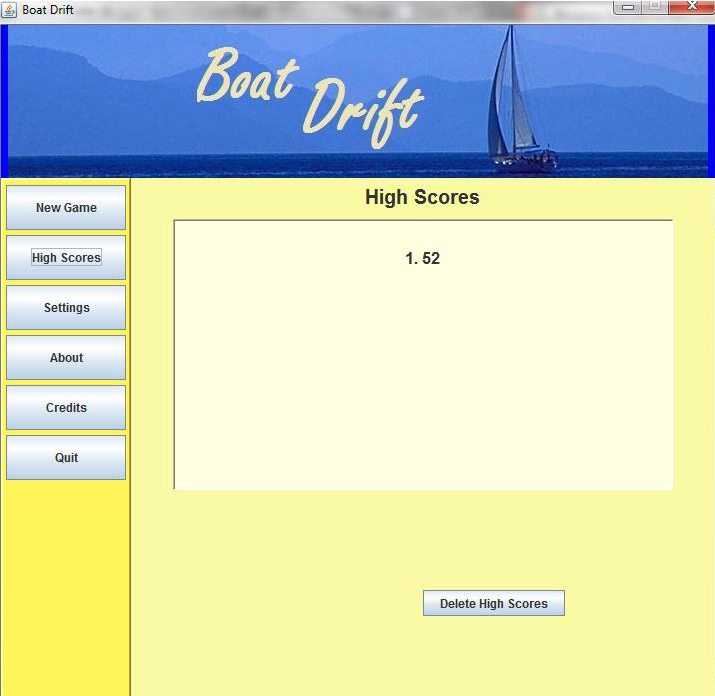 Boat Drift
Boat Drift
New Game
High Scores
Settings
About
Credits
Quit
High Scores
1. 52
Delete High Scores